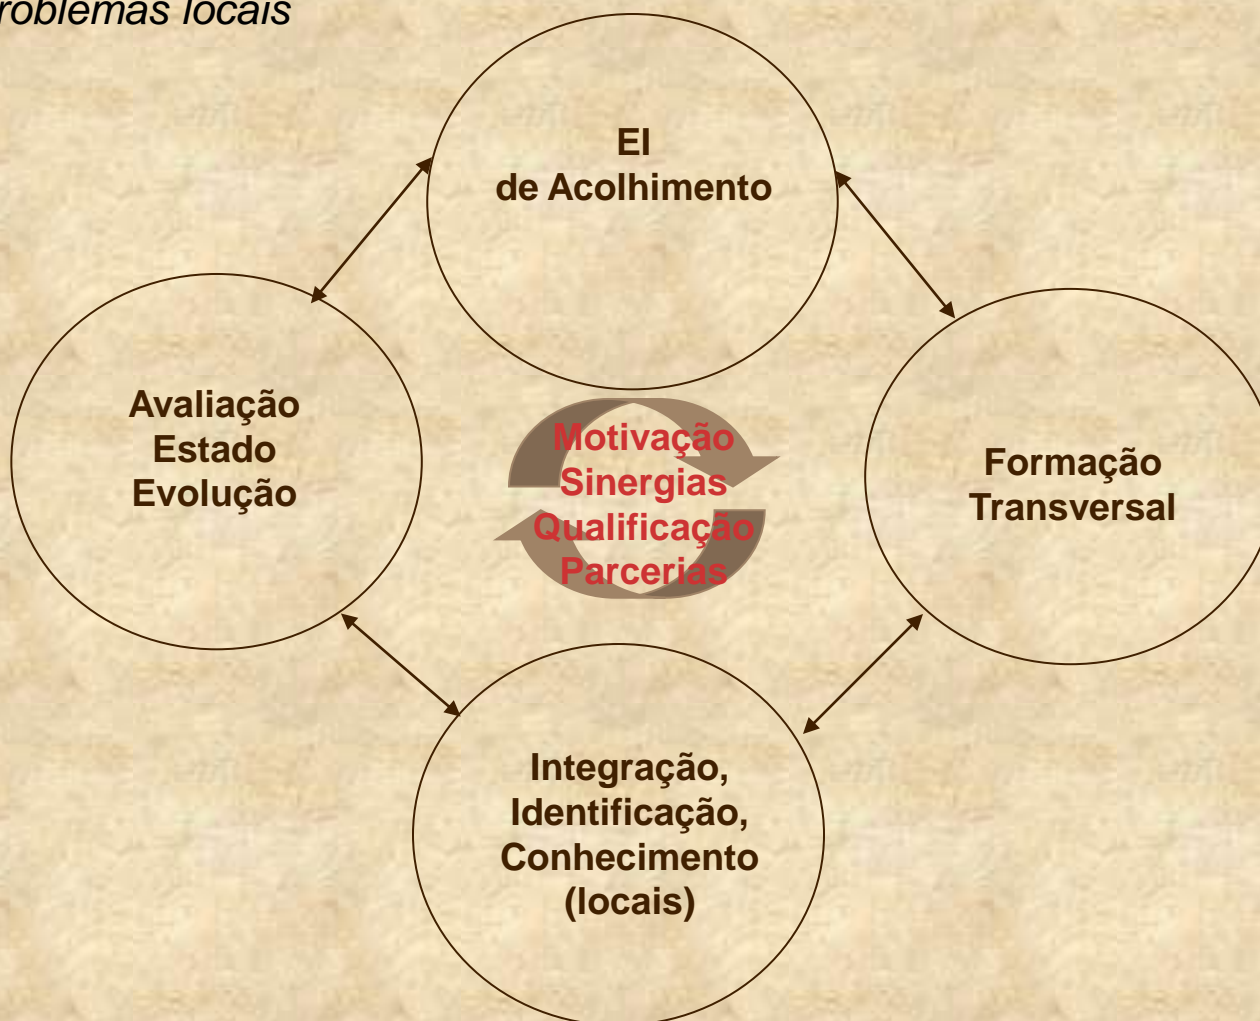 roblemas locais
EI
de Acolhimento
Avaliação
Estado
Evolução
Motivação
Sinergias
Qualificação
Parcerias
Formação
Transversal
Integração,
Identificação,
Conhecimento
(locais)